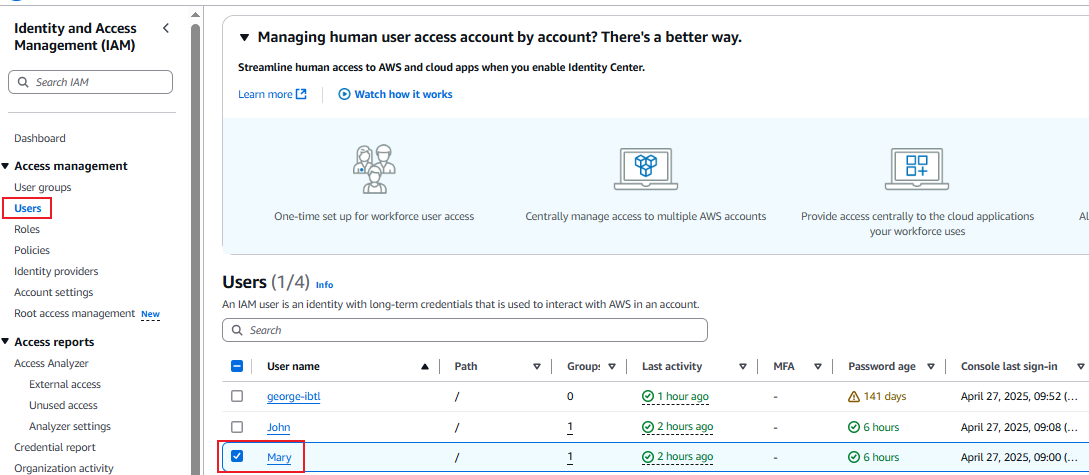 Identity and Access
Management (IAM)
Search IAM
Dashboard
Access management
User groups
Users
Roles
Policies
Identity providers
Account settings
Root access management New
Access reports
Access Analyzer
External access
Unused access
Analyzer settings
Credential report
Organization activity
Managing human user access account by account? There's a better way.
Streamline human access to AWS and cloud apps when you enable Identity Center.
Learn more
Watch how it works
One-time set up for workforce user access
Centrally manage access to multiple AWS accounts
Provide access centrally to the cloud applications
your workforce uses
Al
Users (1/4) Info
An IAM user is an identity with long-term credentials that is used to interact with AWS in an account.
Search
User name Path Groups Last activity MFA Password age Console last sign-in
george-ibtl / 0 1 hour ago - 141 days April 27, 2025, 09:52 (...
John / 1 2 hours ago - 6 hours April 27, 2025, 09:08 (...
Mary / 1 2 hours ago - 6 hours April 27, 2025, 09:00 (...